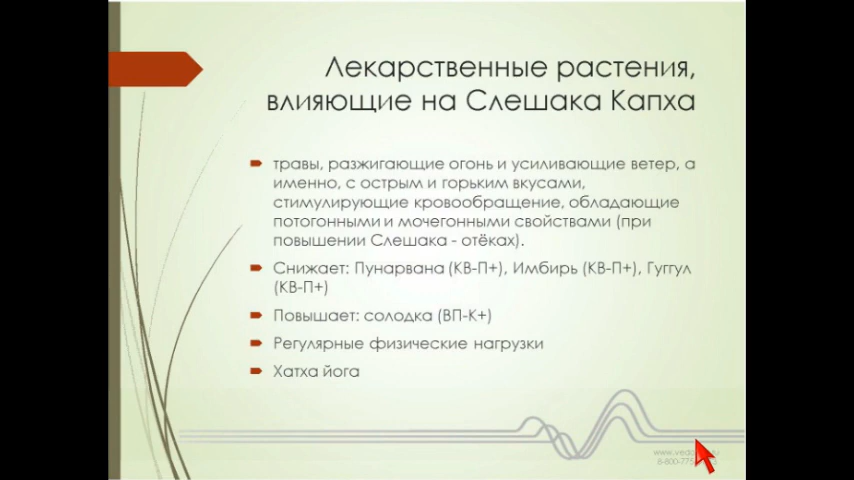 Лекарственные растения,
влияющие на Слешака Капха
травы, разжигающие огонь и усиливающие ветер, а
именно, с острым и горьким вкусами,
стимулирующие кровообращение, обладающие
потогонными и мочегонными свойствами (при
повышении Слешака - отёках).
Снижает: Пунарвана (КВ-П+), Имбирь (КВ-П+), Гуггул
(КВ-П+)
Повышает: солодка (ВП-К+)
Регулярные физические нагрузки
Хатха йога